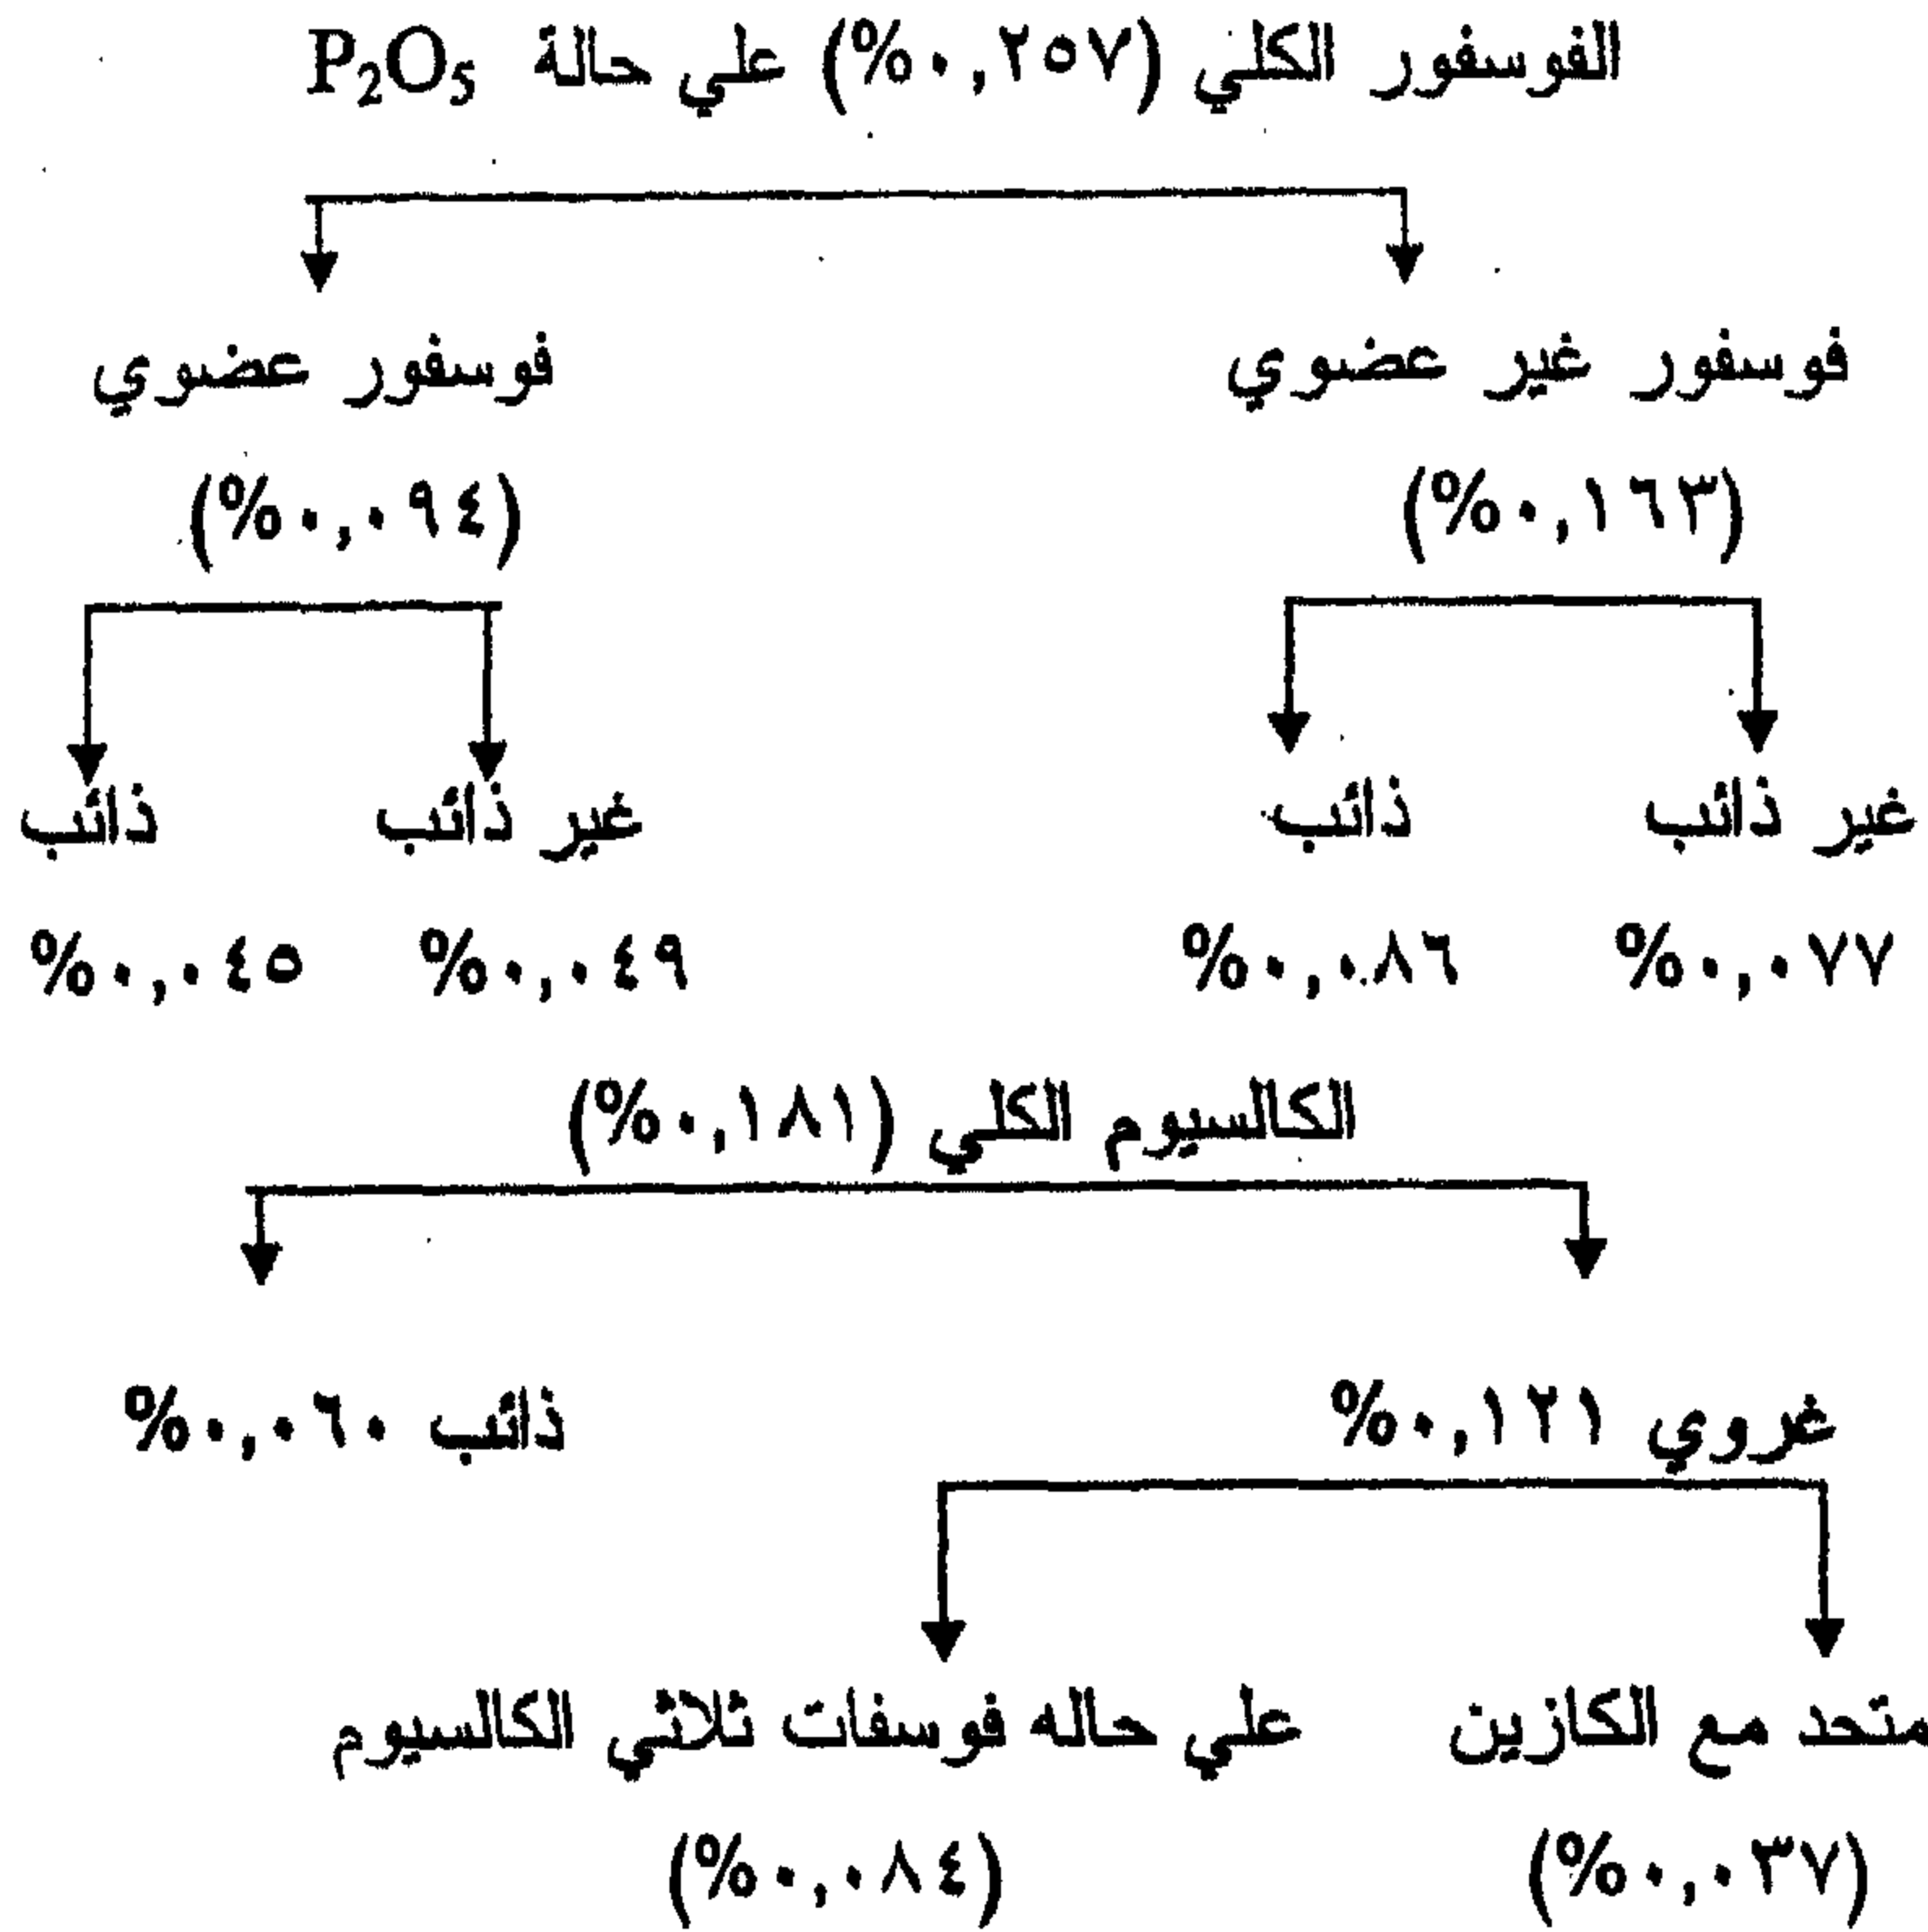 الفوسفور الكلي (٠,٢٥٧%) علي حالة P₂O₅
فوسفور غير عضوي فوسفور عضوي
(٠,١٦٣%) (٠,٠٩٤%)
غير ذائب ذائب غير ذائب ذائب
٠,٠٧٧% ٠,٠٨٦% ٠,٠٤٩% ٠,٠٤٥%
الكالسيوم الكلي (٠,١٨١%)
غروي ٠,١٢١% ذائب ٠,٠٦٠%
متحد مع الكازين علي حاله فوسفات ثلاثي الكالسيوم
(٠,٠٣٧%) (٠,٠٨٤%)